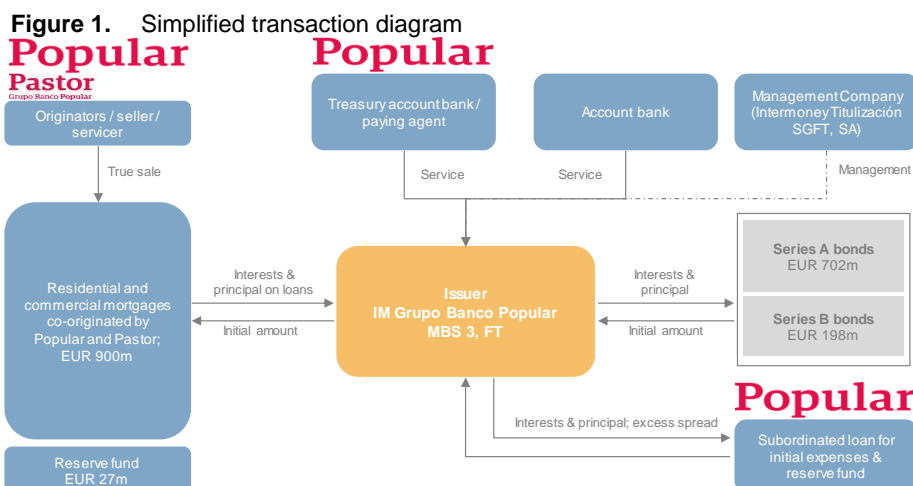 Figure 1. Simplified transaction diagram
Popular
Pastor
Grupo Banco Popular
Popular
Originators / seller /
servicer
Treasury account bank /
paying agent
Account bank
Management Company
(Intermoney Titulización
SGFT, SA)
True sale
Service
Service
Management
Residential and
commercial mortgages
co-originated by
Popular and Pastor;
EUR 900m
Interests &
principal on loans
Initial amount
Issuer
IM Grupo Banco Popular
MBS 3, FT
Interests &
principal
Initial amount
Series A bonds
EUR 702m
Series B bonds
EUR 198m
Popular
Interests & principal; excess spread
Subordinated loan for
initial expenses &
reserve fund
Reserve fund
EUR 27m